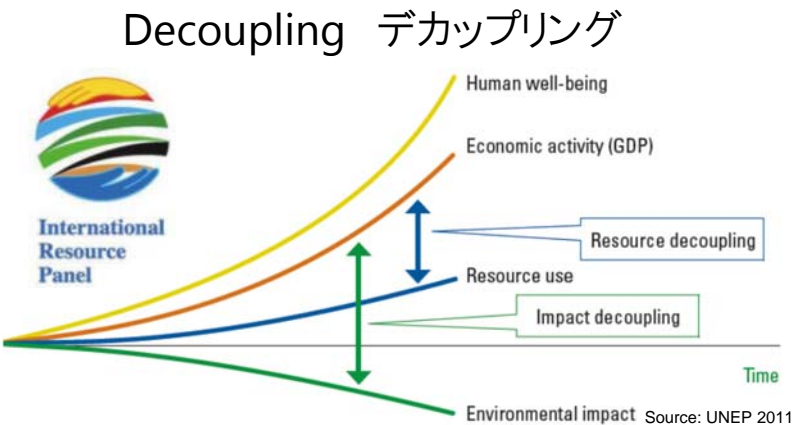 Decoupling デカップリング
Human well-being
Economic activity (GDP)
International
Resource
Panel
Resource decoupling
Resource use
Impact decoupling
Time
Environmental impact
Source: UNEP 2011